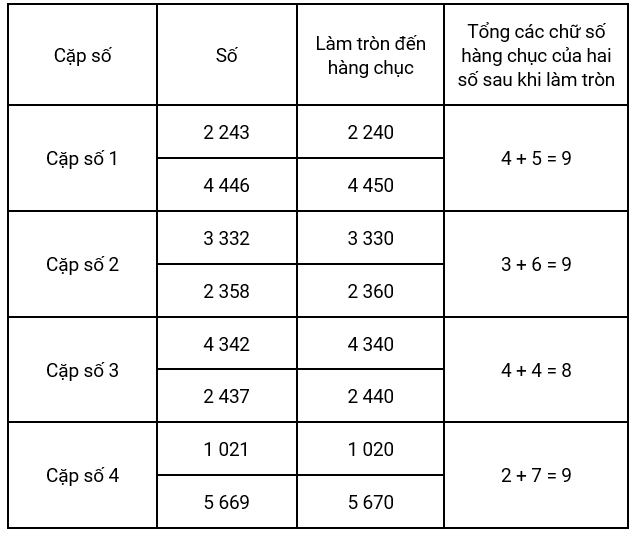 Cặp số
Số
Làm tròn đến
hàng chục
Tổng các chữ số
hàng chục của hai
số sau khi làm tròn
Cặp số 1
2 243
2 240
4 446
4 450
4 + 5 = 9
Cặp số 2
3 332
3 330
2 358
2 360
3 + 6 = 9
Cặp số 3
4 342
4 340
2 437
2 440
4 + 4 = 8
Cặp số 4
1 021
1 020
5 669
5 670
2 + 7 = 9